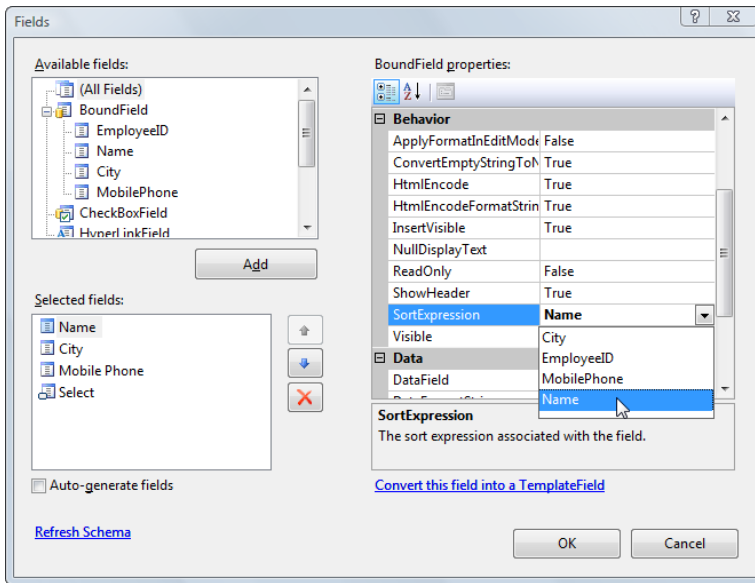 Fields
Available fields:
(All Fields)
BoundField
EmployeeID
Name
City
MobilePhone
CheckBoxField
HyperLinkField
Add
Selected fields:
Name
City
Mobile Phone
Select
Auto-generate fields
Refresh Schema
BoundField properties:
Behavior
ApplyFormatInEditMode False
ConvertEmptyStringToN True
HtmlEncode True
HtmlEncodeFormatStrin True
InsertVisible True
NullDisplayText
ReadOnly False
ShowHeader True
SortExpression Name
Visible
City
EmployeeID
MobilePhone
Name
Data
DataField
SortExpression
The sort expression associated with the field.
Convert this field into a TemplateField
OK Cancel